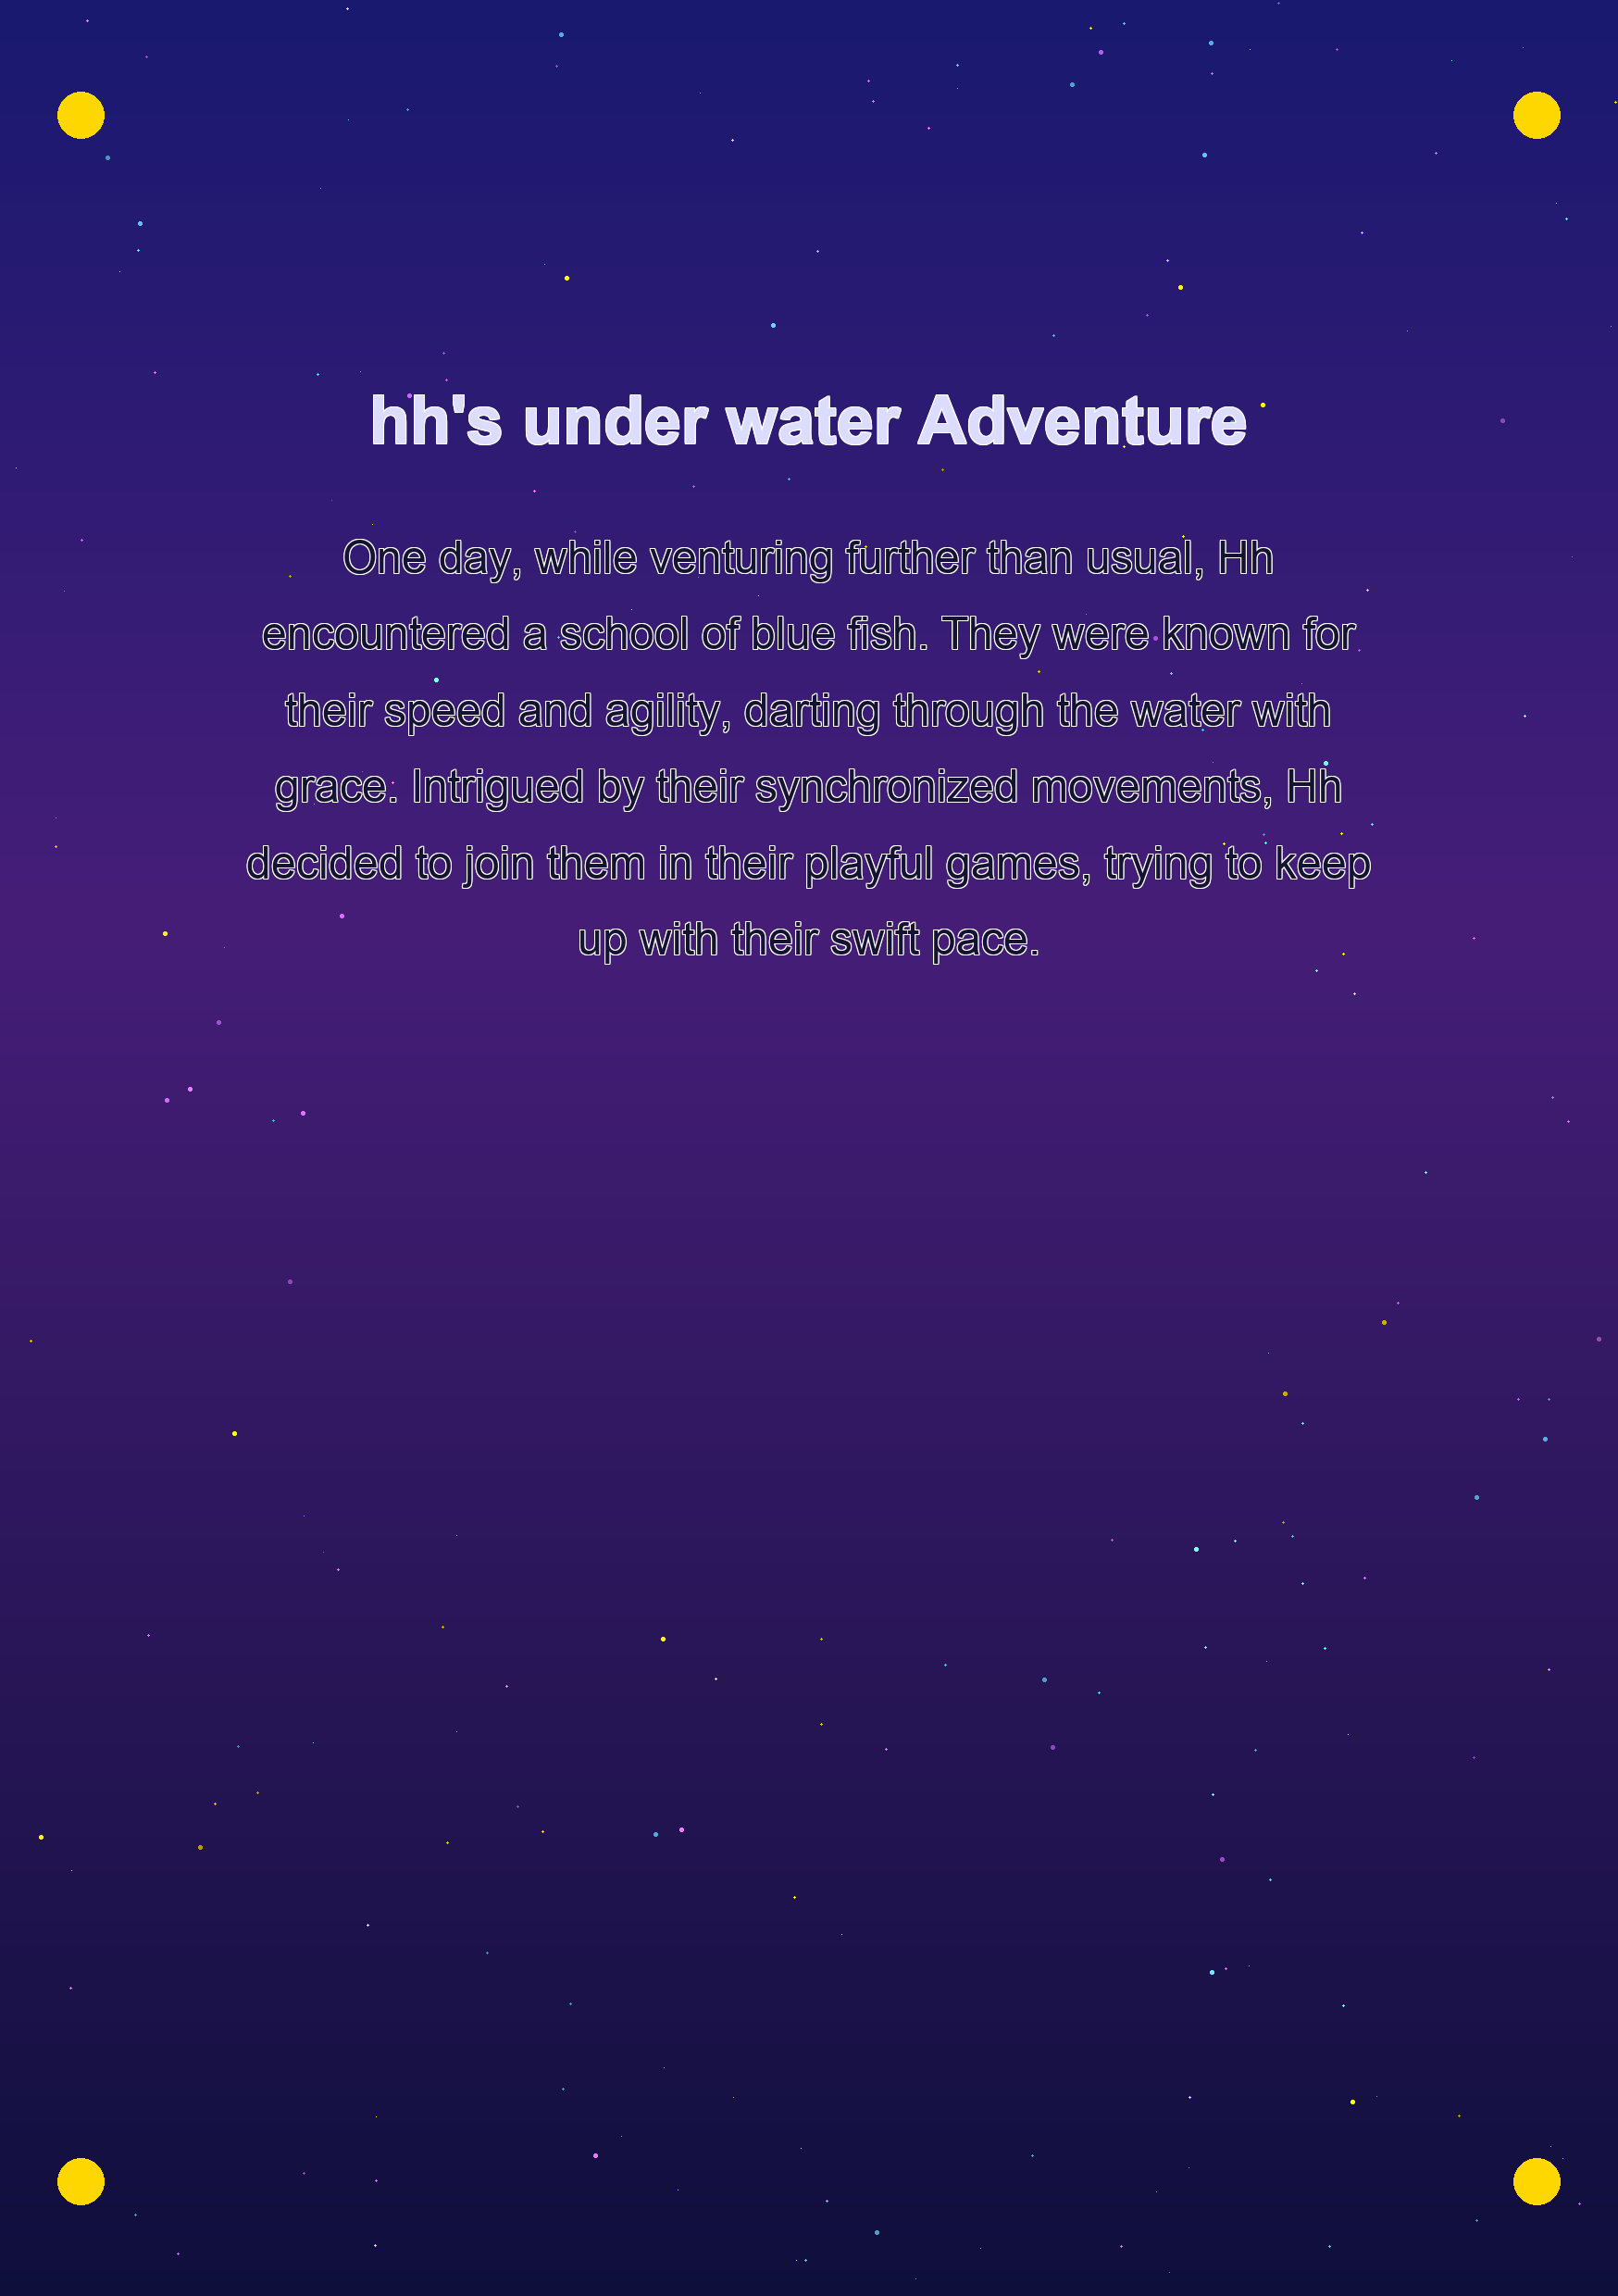 hh's under water Adventure
One day, while venturing further than usual, Hh
encountered a school of blue fish. They were known for
their speed and agility, darting through the water with
grace. Intrigued by their synchronized movements, Hh
decided to join them in their playful games, trying to keep
up with their swift pace.